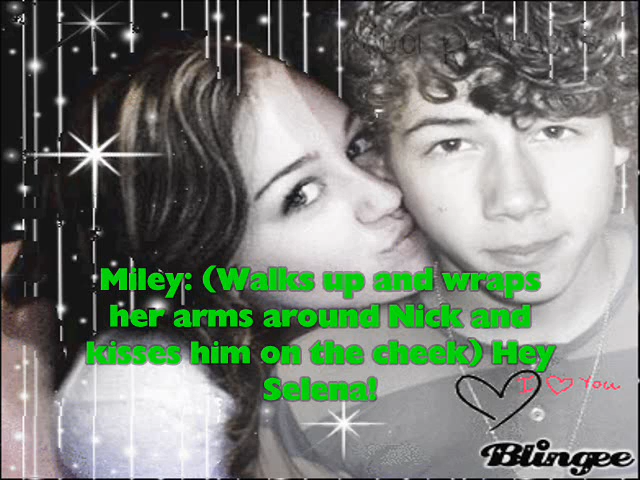 Miley: (Walks up and wraps
her arms around Nick and
kisses him on the cheek) Hey
Selena!
I ♡ You
Blingee